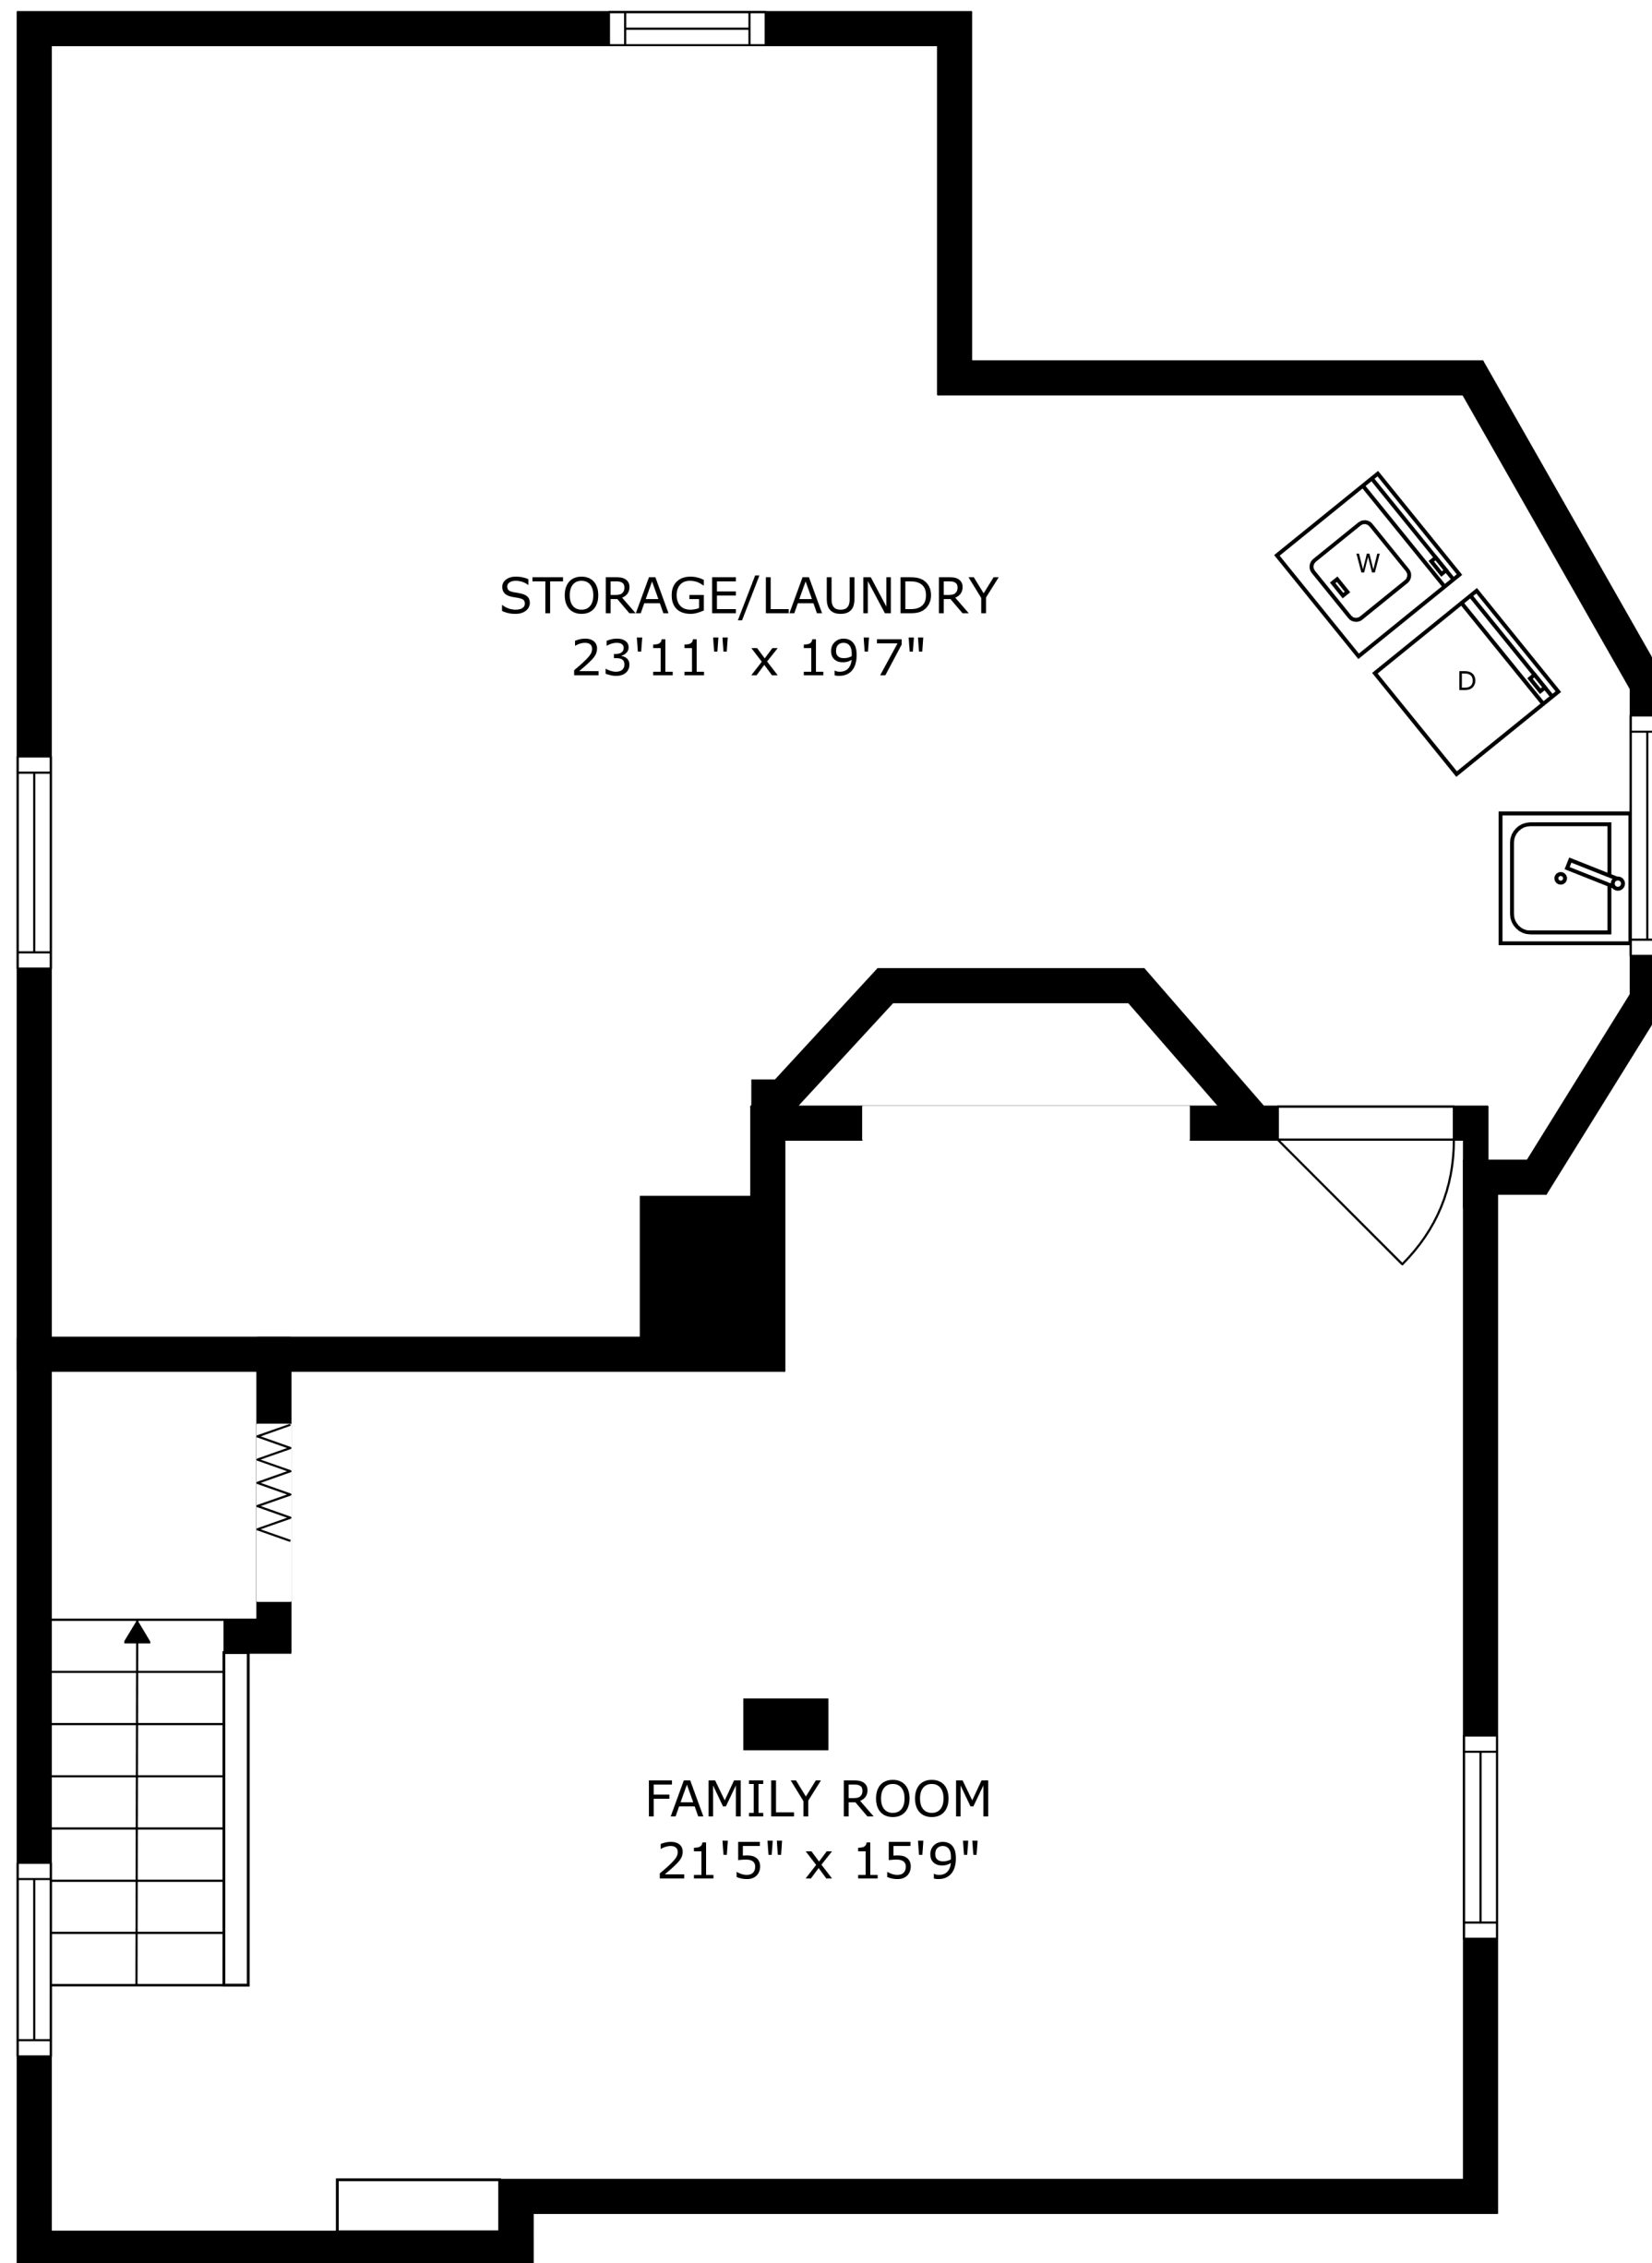 W
STORAGE/LAUNDRY
23'11" x 19'7"
D
FAMILY ROOM
21'5" x 15'9"